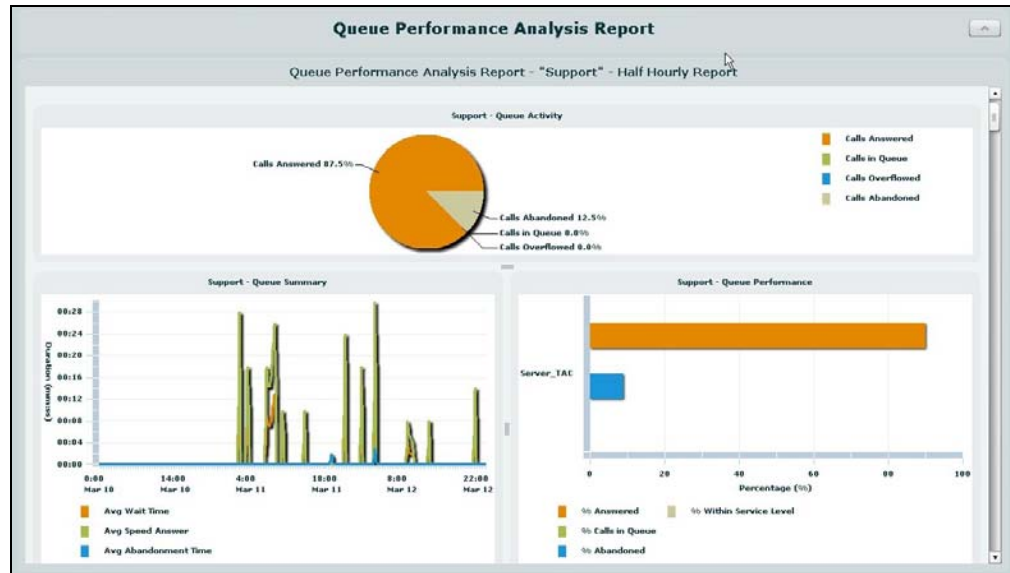 Queue Performance Analysis Report
Queue Performance Analysis Report - "Support" - Half Hourly Report
Support - Queue Activity
Calls Answered 87.5%
Calls Abandoned 12.5%
Calls in Queue 0.0%
Calls Overflowed 0.0%
Calls Answered
Calls in Queue
Calls Overflowed
Calls Abandoned
Support - Queue Summary
Duration (mm:ss)
00:28
00:24
00:20
00:16
00:12
00:08
00:04
00:00
0:00 14:00 4:00 18:00 8:00 22:00
Mar 10 Mar 10 Mar 11 Mar 11 Mar 12 Mar 12
Avg Wait Time
Avg Speed Answer
Avg Abandonment Time
Support - Queue Performance
Server_TAC
0 20 40 60 80 100
Percentage (%)
% Answered % Within Service Level
% Calls in Queue
% Abandoned